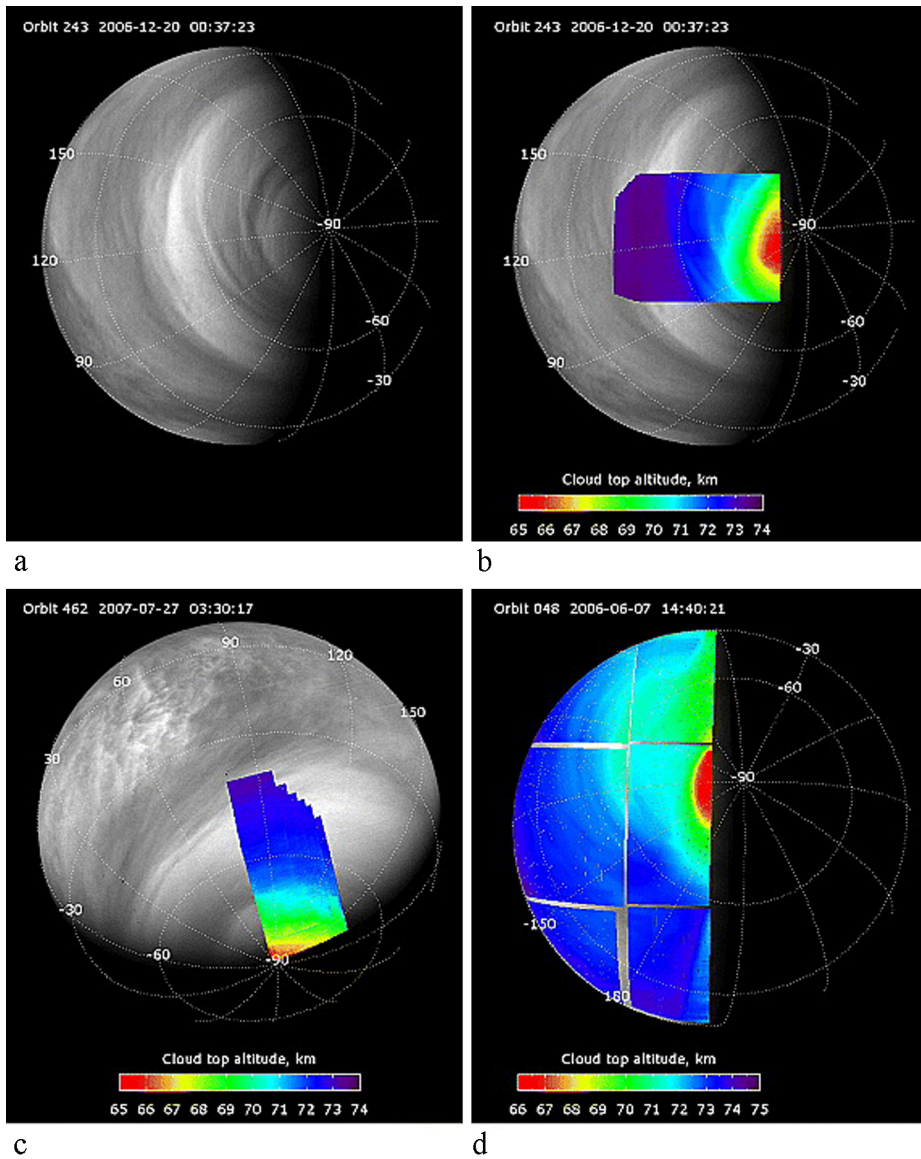 Orbit 243 2006-12-20 00:37:23
150
-90
120
-60
90
-30
a
Orbit 243 2006-12-20 00:37:23
150
-90
120
-60
90
-30
Cloud top altitude, km
65 66 67 68 69 70 71 72 73 74
b
Orbit 462 2007-07-27 03:30:17
90
120
60
150
30
-30
-60
-90
Cloud top altitude, km
65 66 67 68 69 70 71 72 73 74
c
Orbit 048 2006-06-07 14:40:21
-30
-60
-90
-150
180
Cloud top altitude, km
66 67 68 69 70 71 72 73 74 75
d